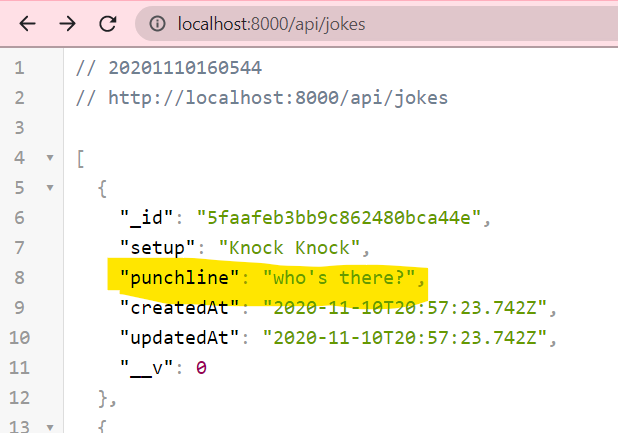 localhost:8000/api/jokes
1 // 20201110160544
2 // http://localhost:8000/api/jokes
3
4 [
5 {
6 "_id": "5faafeb3bb9c862480bca44e",
7 "setup": "Knock Knock",
8 "punchline": "who's there?",
9 "createdAt": "2020-11-10T20:57:23.742Z",
10 "updatedAt": "2020-11-10T20:57:23.742Z",
11 "__v": 0
12 },
13 {